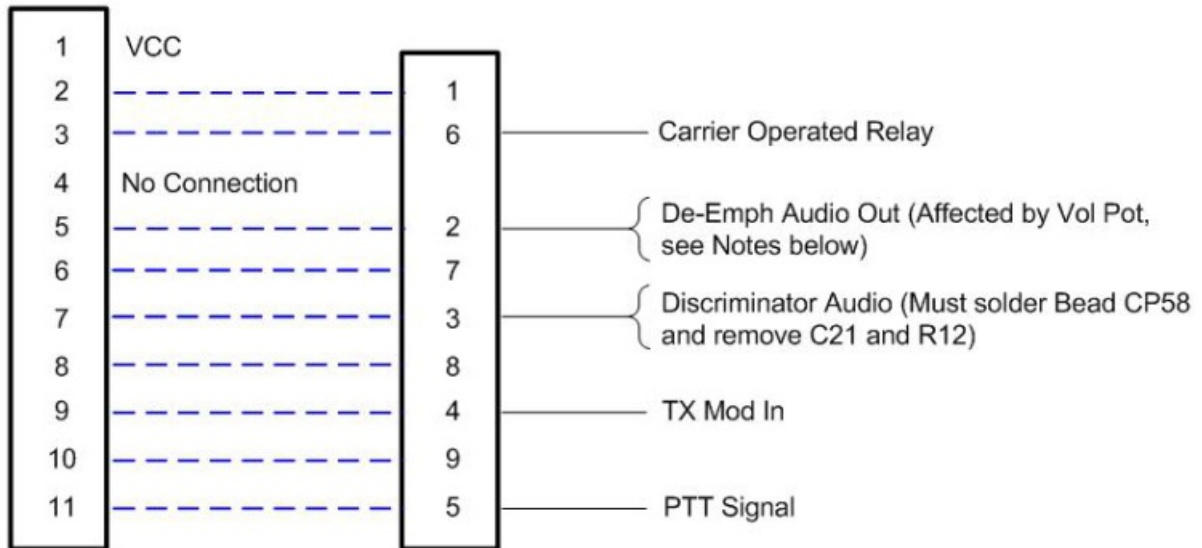 1 VCC
2 1
3 6 Carrier Operated Relay
4 No Connection
5 2 De-Emph Audio Out (Affected by Vol Pot,
see Notes below)
6 7
7 3 Discriminator Audio (Must solder Bead CP58
and remove C21 and R12)
8 8
9 4 TX Mod In
10 9
11 5 PTT Signal